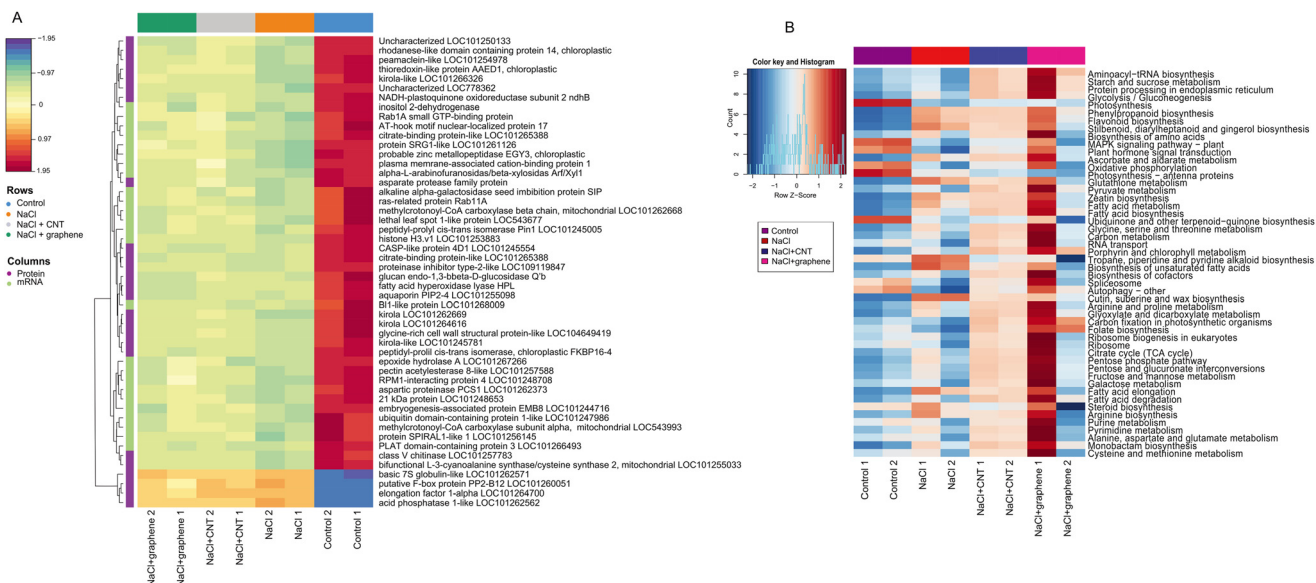 A
-1.95
-0.97
0
0.97
1.95
Rows
Control
NaCl
NaCl + CNT
NaCl + graphene
Columns
Protein
mRNA
Uncharacterized LOC101250133
rhodanese-like domain containing protein 14, chloroplastic
peamaclein-like LOC101254978
thioredoxin-like protein AAED1, chloroplastic
kirola-like LOC101266326
Uncharacterized LOC778362
NADH-plastoquinone oxidoreductase subunit 2 ndhB
inositol 2-dehydrogenase
Rab1A small GTP-binding protein
AT-hook motif nuclear-localized protein 17
citrate-binding protein-like LOC101265388
protein SRG1-like LOC101261126
probable zinc metallopeptidase EGY3, chloroplastic
plasma memrane-associated cation-binding protein 1
alpha-L-arabinofuranosidas/beta-xylosidas Arf/Xyl1
asparate protease family protein
alkaline alpha-galactosidase seed imbibition protein SIP
ras-related protein Rab11A
methylcrotonoyl-CoA carboxylase beta chain, mitochondrial LOC101262668
lethal leaf spot 1-like protein LOC543677
peptidyl-prolyl cis-trans isomerase Pin1 LOC101245005
histone H3.v1 LOC101253883
CASP-like protein 4D1 LOC101245554
citrate-binding protein-like LOC101265388
proteinase inhibitor type-2-like LOC109119847
glucan endo-1,3-bbeta-D-glucosidase Q'b
fatty acid hyperoxidase lyase HPL
aquaporin PIP2-4 LOC101255098
BI1-like protein LOC101268009
kirola LOC101262669
kirola LOC101264616
glycine-rich cell wall structural protein-like LOC104649419
kirola-like LOC101245781
peptidyl-prolil cis-trans isomerase, chloroplastic FKBP16-4
epoxide hydrolase A LOC101267266
pectin acetylesterase 8-like LOC101257588
RPM1-interacting protein 4 LOC101248708
aspartic proteinase PCS1 LOC101262373
21 kDa protein LOC101248653
embryogenesis-associated protein EMB8 LOC101244716
ubiquitin domain-containing protein 1-like LOC101247986
methylcrotonoyl-CoA carboxylase subunit alpha, mitochondrial LOC543993
protein SPIRAL1-like 1 LOC101256145
PLAT domain-containing protein 3 LOC101266493
class V chitinase LOC101257783
bifunctional L-3-cyanoalanine synthase/cysteine synthase 2, mitochondrial LOC101255033
basic 7S globulin-like LOC101262571
putative F-box protein PP2-B12 LOC101260051
elongation factor 1-alpha LOC101264700
acid phosphatase 1-like LOC101262562
NaCl+graphene 2
NaCl+graphene 1
NaCl+CNT 2
NaCl+CNT 1
NaCl 2
NaCl 1
Control 2
Control 1
B
Color key and Histogram
Count
0 2 4 6 8 10
-2 -1 0 1 2
Row Z-Score
Control
NaCl
NaCl+CNT
NaCl+graphene
Aminoacyl-tRNA biosynthesis
Starch and sucrose metabolism
Protein processing in endoplasmic reticulum
Glycolysis / Gluconeogenesis
Photosynthesis
Phenylpropanoid biosynthesis
Flavonoid biosynthesis
Stilbenoid, diarylheptanoid and gingerol biosynthesis
Biosynthesis of amino acids
MAPK signaling pathway - plant
Plant hormone signal transduction
Ascorbate and aldarate metabolism
Oxidative phosphorylation
Photosynthesis - antenna proteins
Glutathione metabolism
Pyruvate metabolism
Zeatin biosynthesis
Fatty acid metabolism
Fatty acid biosynthesis
Ubiquinone and other terpenoid-quinone biosynthesis
Glycine, serine and threonine metabolism
Carbon metabolism
RNA transport
Porphyrin and chlorophyll metabolism
Tropane, piperidine and pyridine alkaloid biosynthesis
Biosynthesis of unsaturated fatty acids
Biosynthesis of cofactors
Spliceosome
Autophagy - other
Cutin, suberine and wax biosynthesis
Arginine and proline metabolism
Glyoxylate and dicarboxylate metabolism
Carbon fixation in photosynthetic organisms
Folate biosynthesis
Ribosome biogenesis in eukaryotes
Ribosome
Citrate cycle (TCA cycle)
Pentose phosphate pathway
Pentose and glucuronate interconversions
Fructose and mannose metabolism
Galactose metabolism
Fatty acid elongation
Fatty acid degradation
Steroid biosynthesis
Arginine biosynthesis
Purine metabolism
Pyrimidine metabolism
Alanine, aspartate and glutamate metabolism
Monobactam biosynthesis
Cysteine and methionine metabolism
Control 1
Control 2
NaCl 1
NaCl 2
NaCl+CNT 1
NaCl+CNT 2
NaCl+graphene 1
NaCl+graphene 2